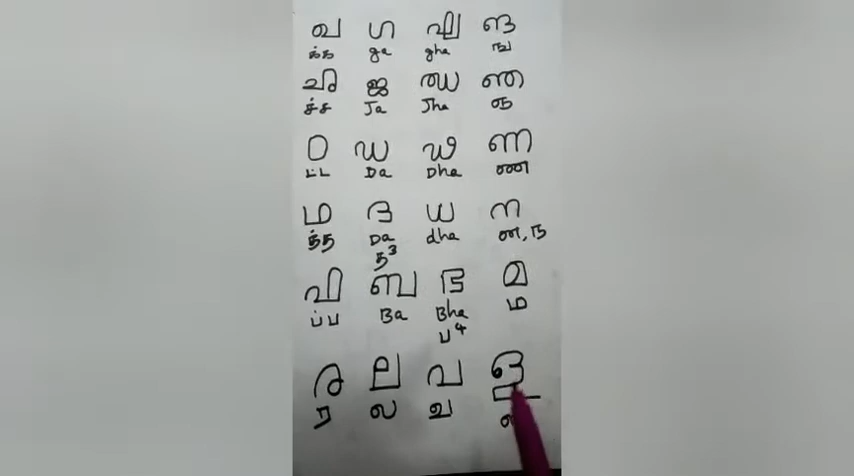 ഖ ഗ ഘ ങ
க்க ga gha ங
ഛ ജ ഝ ഞ
ச்ச Ja Jha ஞ
ഠ ഡ ഢ ണ
ட்ட Da Dha ண
ഥ ദ ധ ന
த்த Da dha ன,ந
த³
ഫ ബ ഭ മ
ப்ப Ba Bha ம
ப⁴
ര ല വ
ர ல வ